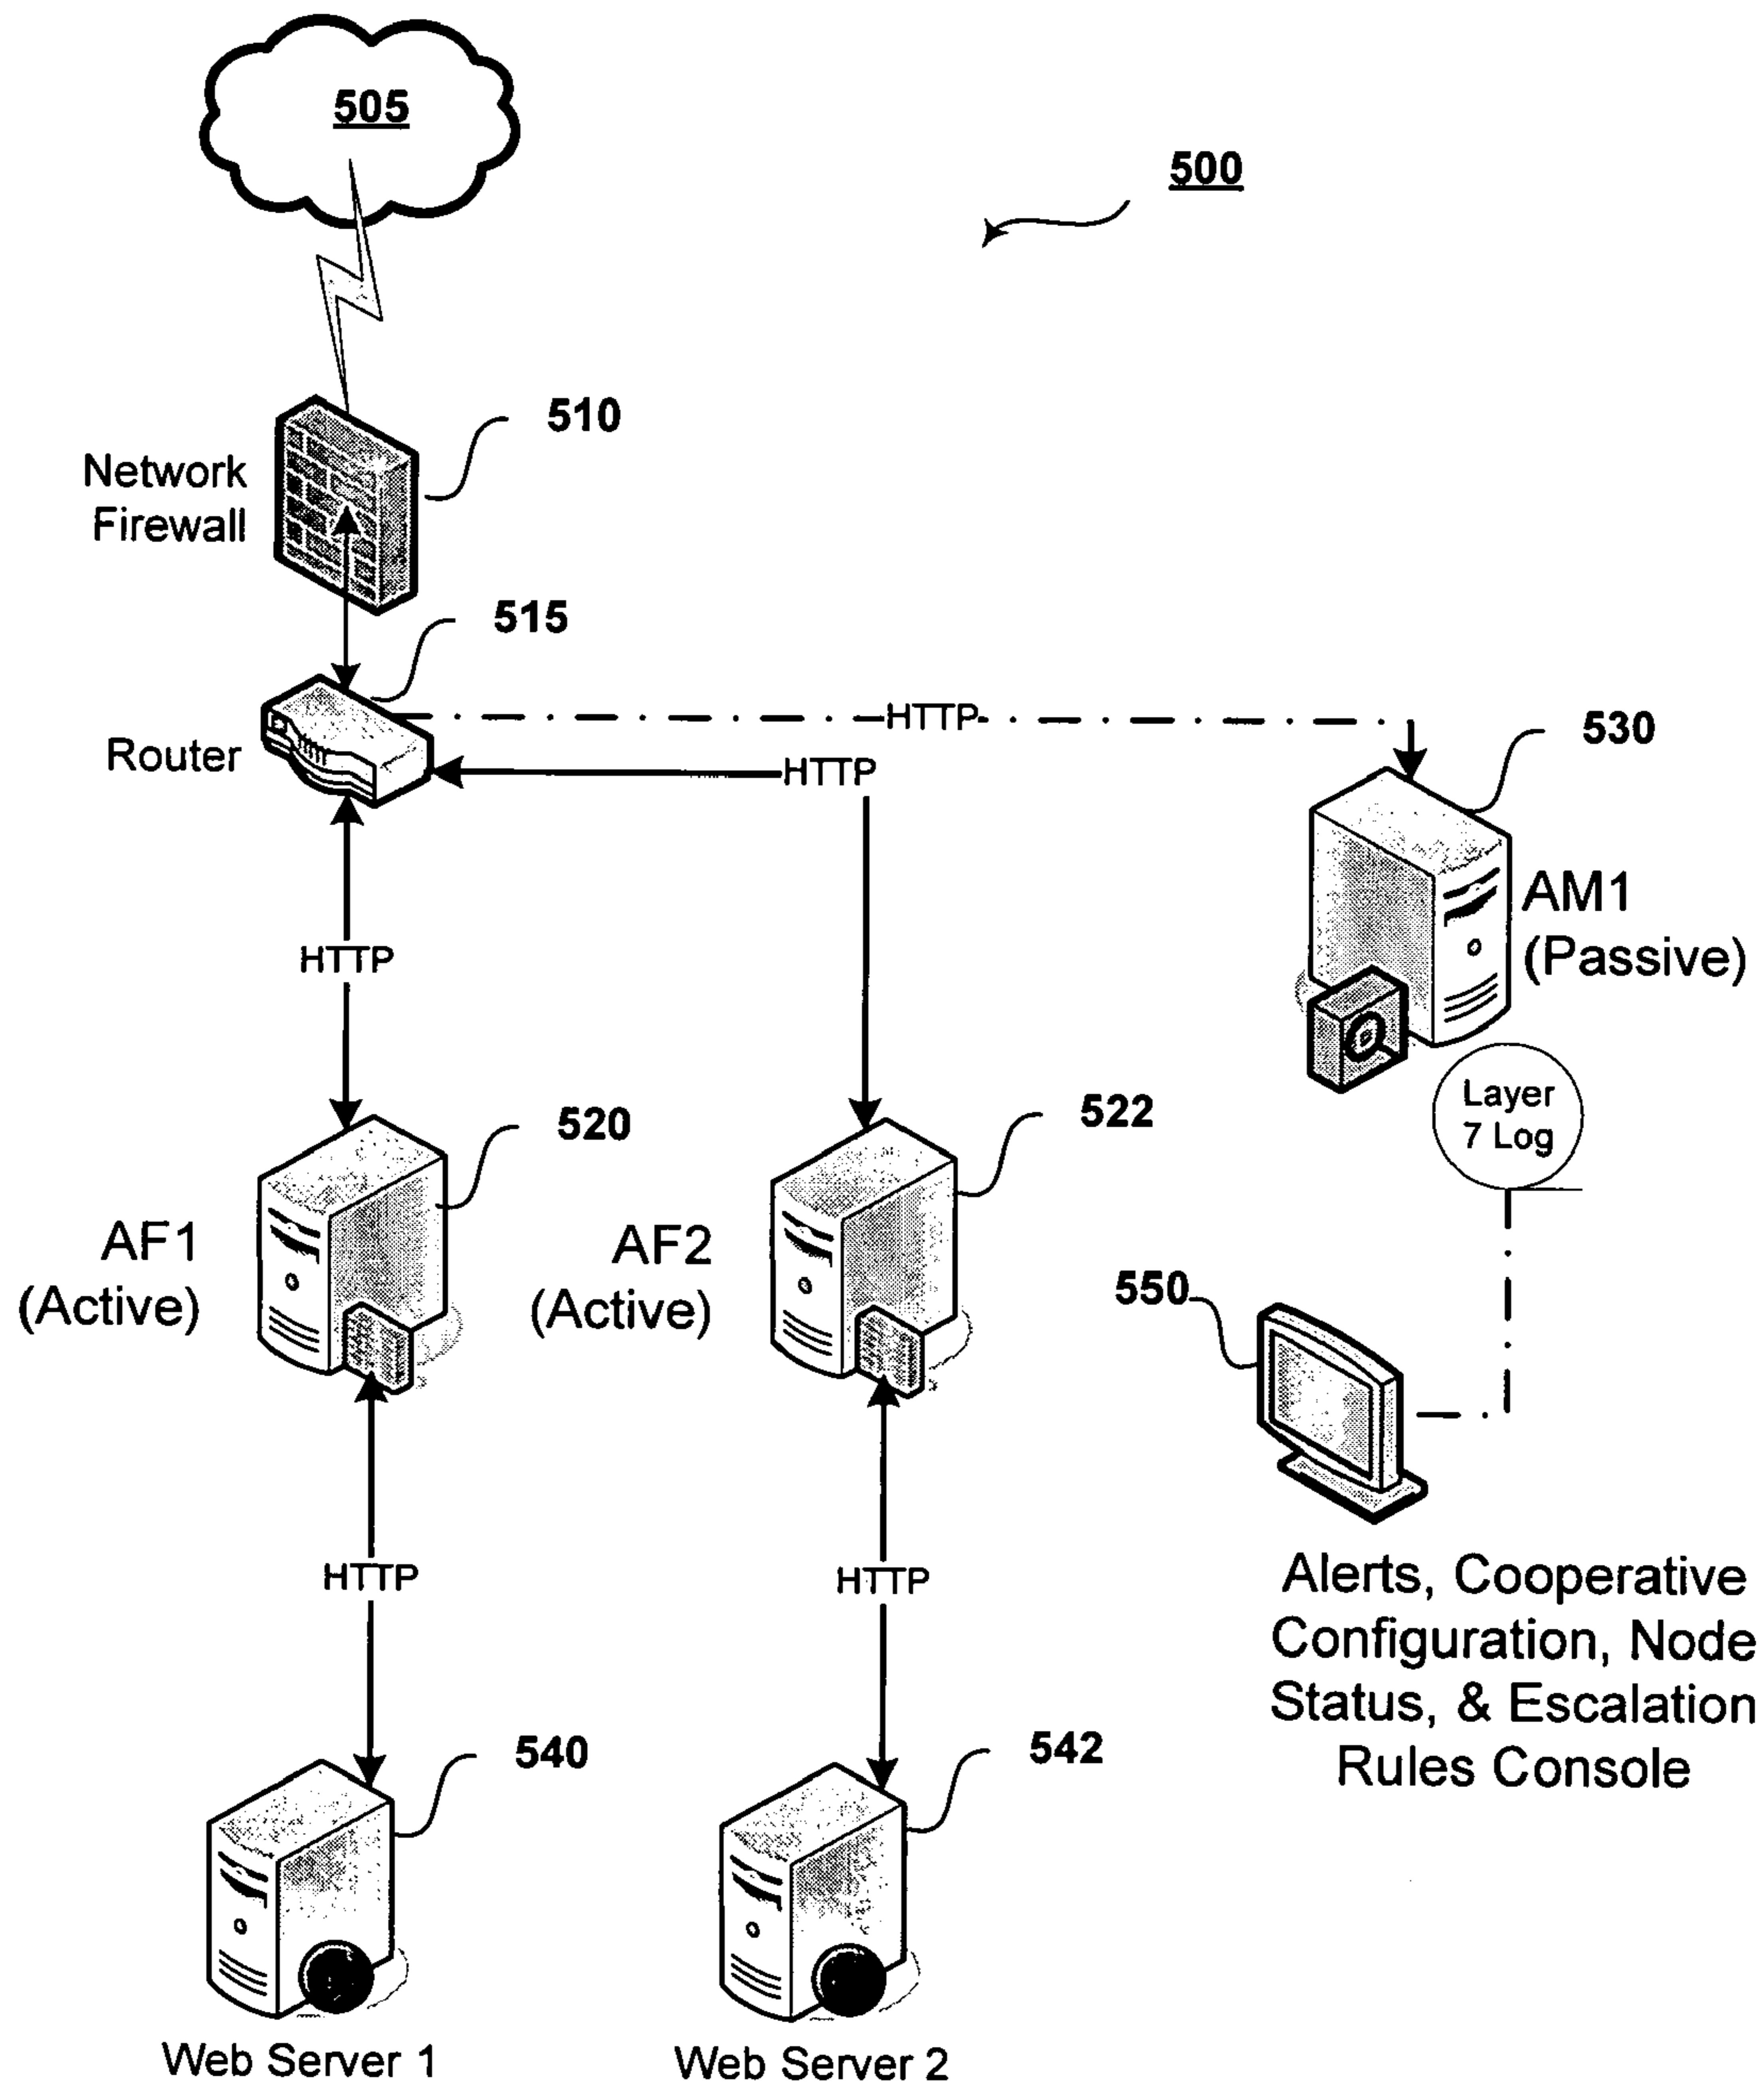 505
500
510
Network
Firewall
515
Router
HTTP
HTTP
530
AM1
(Passive)
HTTP
Layer
7 Log
520
522
AF1
(Active)
AF2
(Active)
550
HTTP
HTTP
Alerts, Cooperative
Configuration, Node
Status, & Escalation
Rules Console
540
542
Web Server 1
Web Server 2